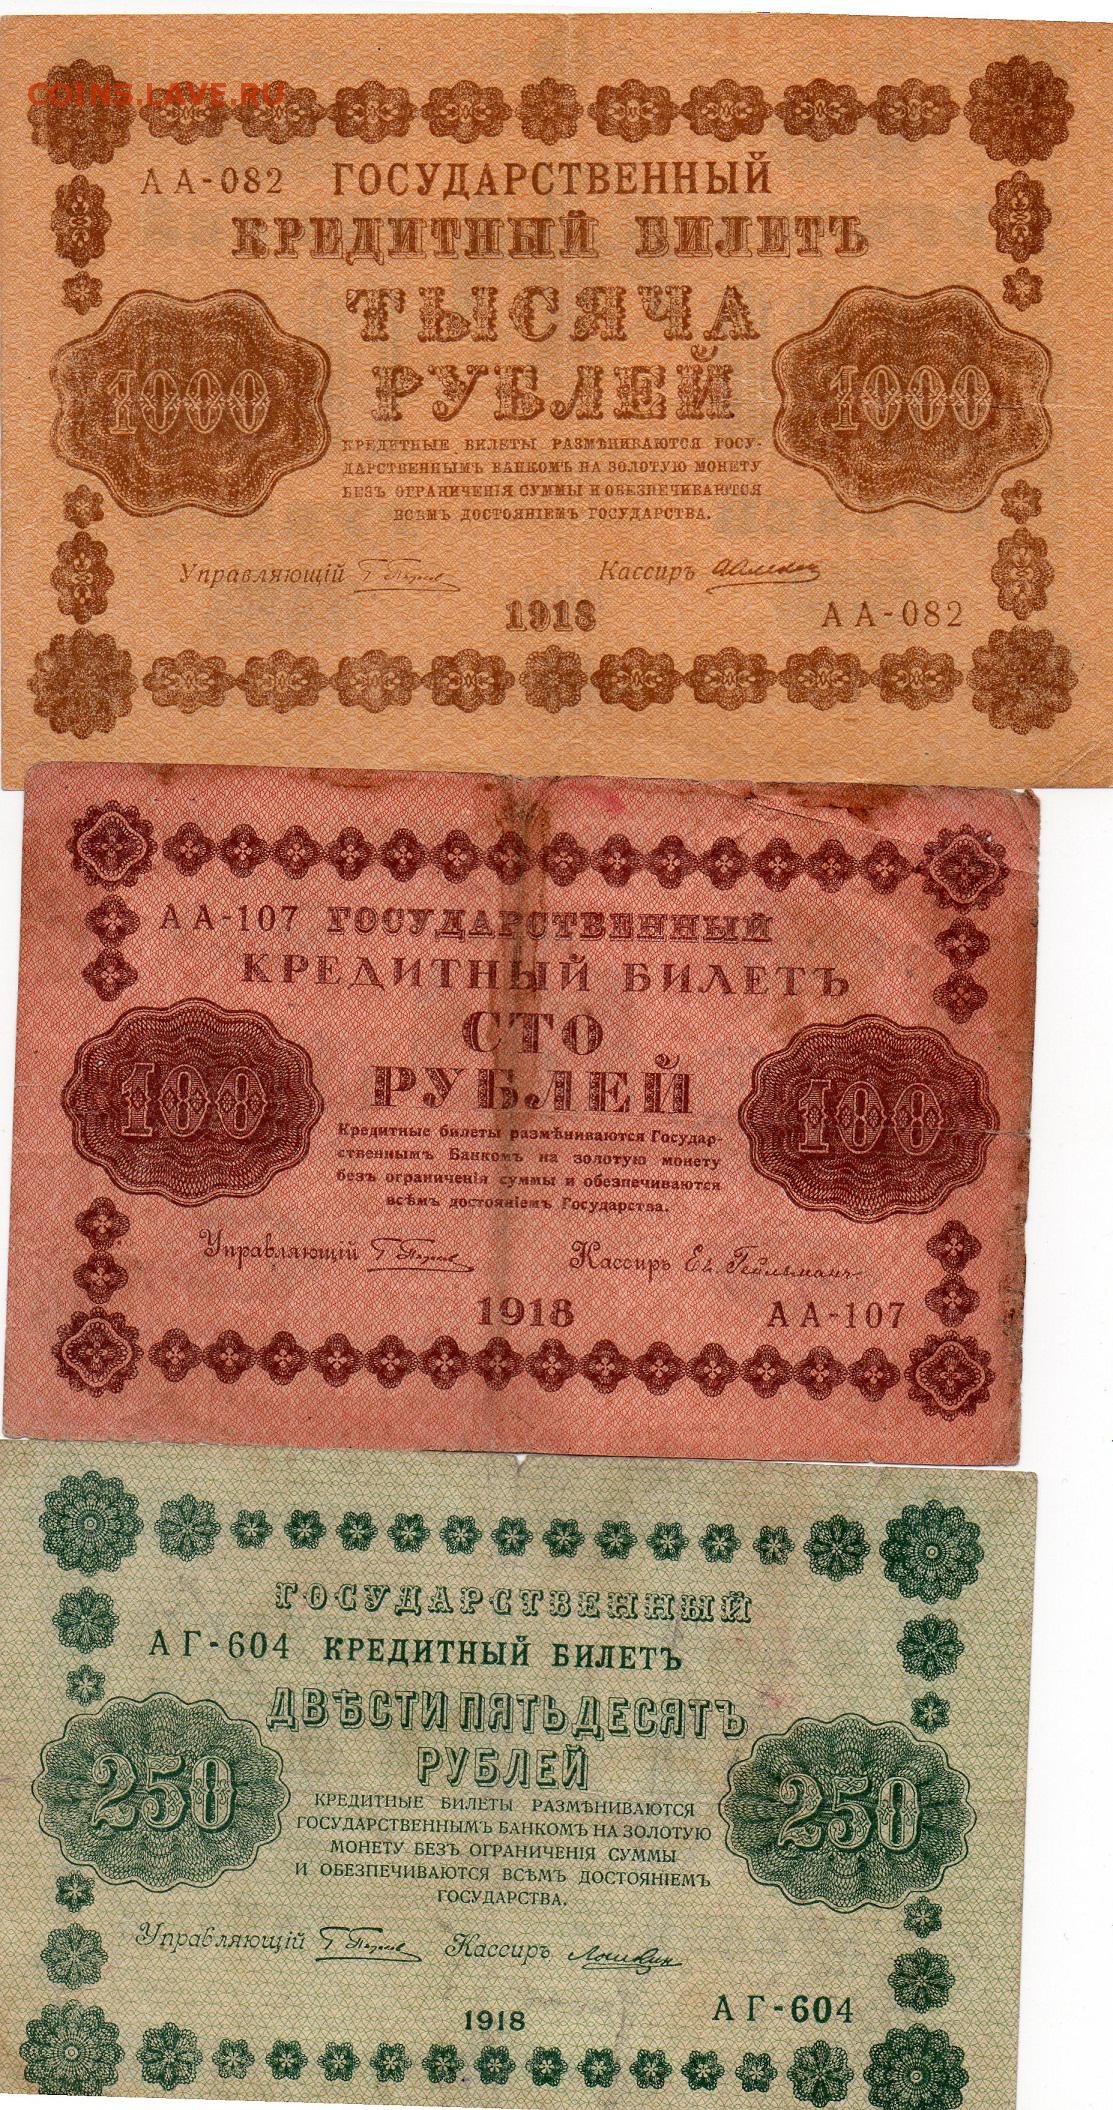 COINS.LAVE.RU
АА-082 ГОСУДАРСТВЕННЫЙ
КРЕДИТНЫЙ БИЛЕТЪ
ТЫСЯЧА
РУБЛЕЙ
1000 1000
КРЕДИТНЫЕ БИЛЕТЫ РАЗМѢНИВАЮТСЯ ГОСУ-
ДАРСТВЕННЫМЪ БАНКОМЪ НА ЗОЛОТУЮ МОНЕТУ
БЕЗЪ ОГРАНИЧЕНІЯ СУММЫ И ОБЕЗПЕЧИВАЮТСЯ
ВСѢМЪ ДОСТОЯНІЕМЪ ГОСУДАРСТВА.
Управляющій Кассиръ
1918 АА-082
АА-107 ГОСУДАРСТВЕННЫЙ
КРЕДИТНЫЙ БИЛЕТЪ
СТО
РУБЛЕЙ
100 100
Кредитные билеты размѣниваются Государ-
ственнымъ Банкомъ на золотую монету
безъ ограниченія суммы и обезпечиваются
всѣмъ достояніемъ Государства.
Управляющій Кассиръ Гейльманъ
1918 АА-107
ГОСУДАРСТВЕННЫЙ
АГ-604 КРЕДИТНЫЙ БИЛЕТЪ
ДВѢСТИ ПЯТЬДЕСЯТЪ
РУБЛЕЙ
250 250
КРЕДИТНЫЕ БИЛЕТЫ РАЗМѢНИВАЮТСЯ
ГОСУДАРСТВЕННЫМЪ БАНКОМЪ НА ЗОЛОТУЮ
МОНЕТУ БЕЗЪ ОГРАНИЧЕНІЯ СУММЫ
И ОБЕЗПЕЧИВАЮТСЯ ВСѢМЪ ДОСТОЯНІЕМЪ
ГОСУДАРСТВА.
Управляющій Кассиръ
1918 АГ-604